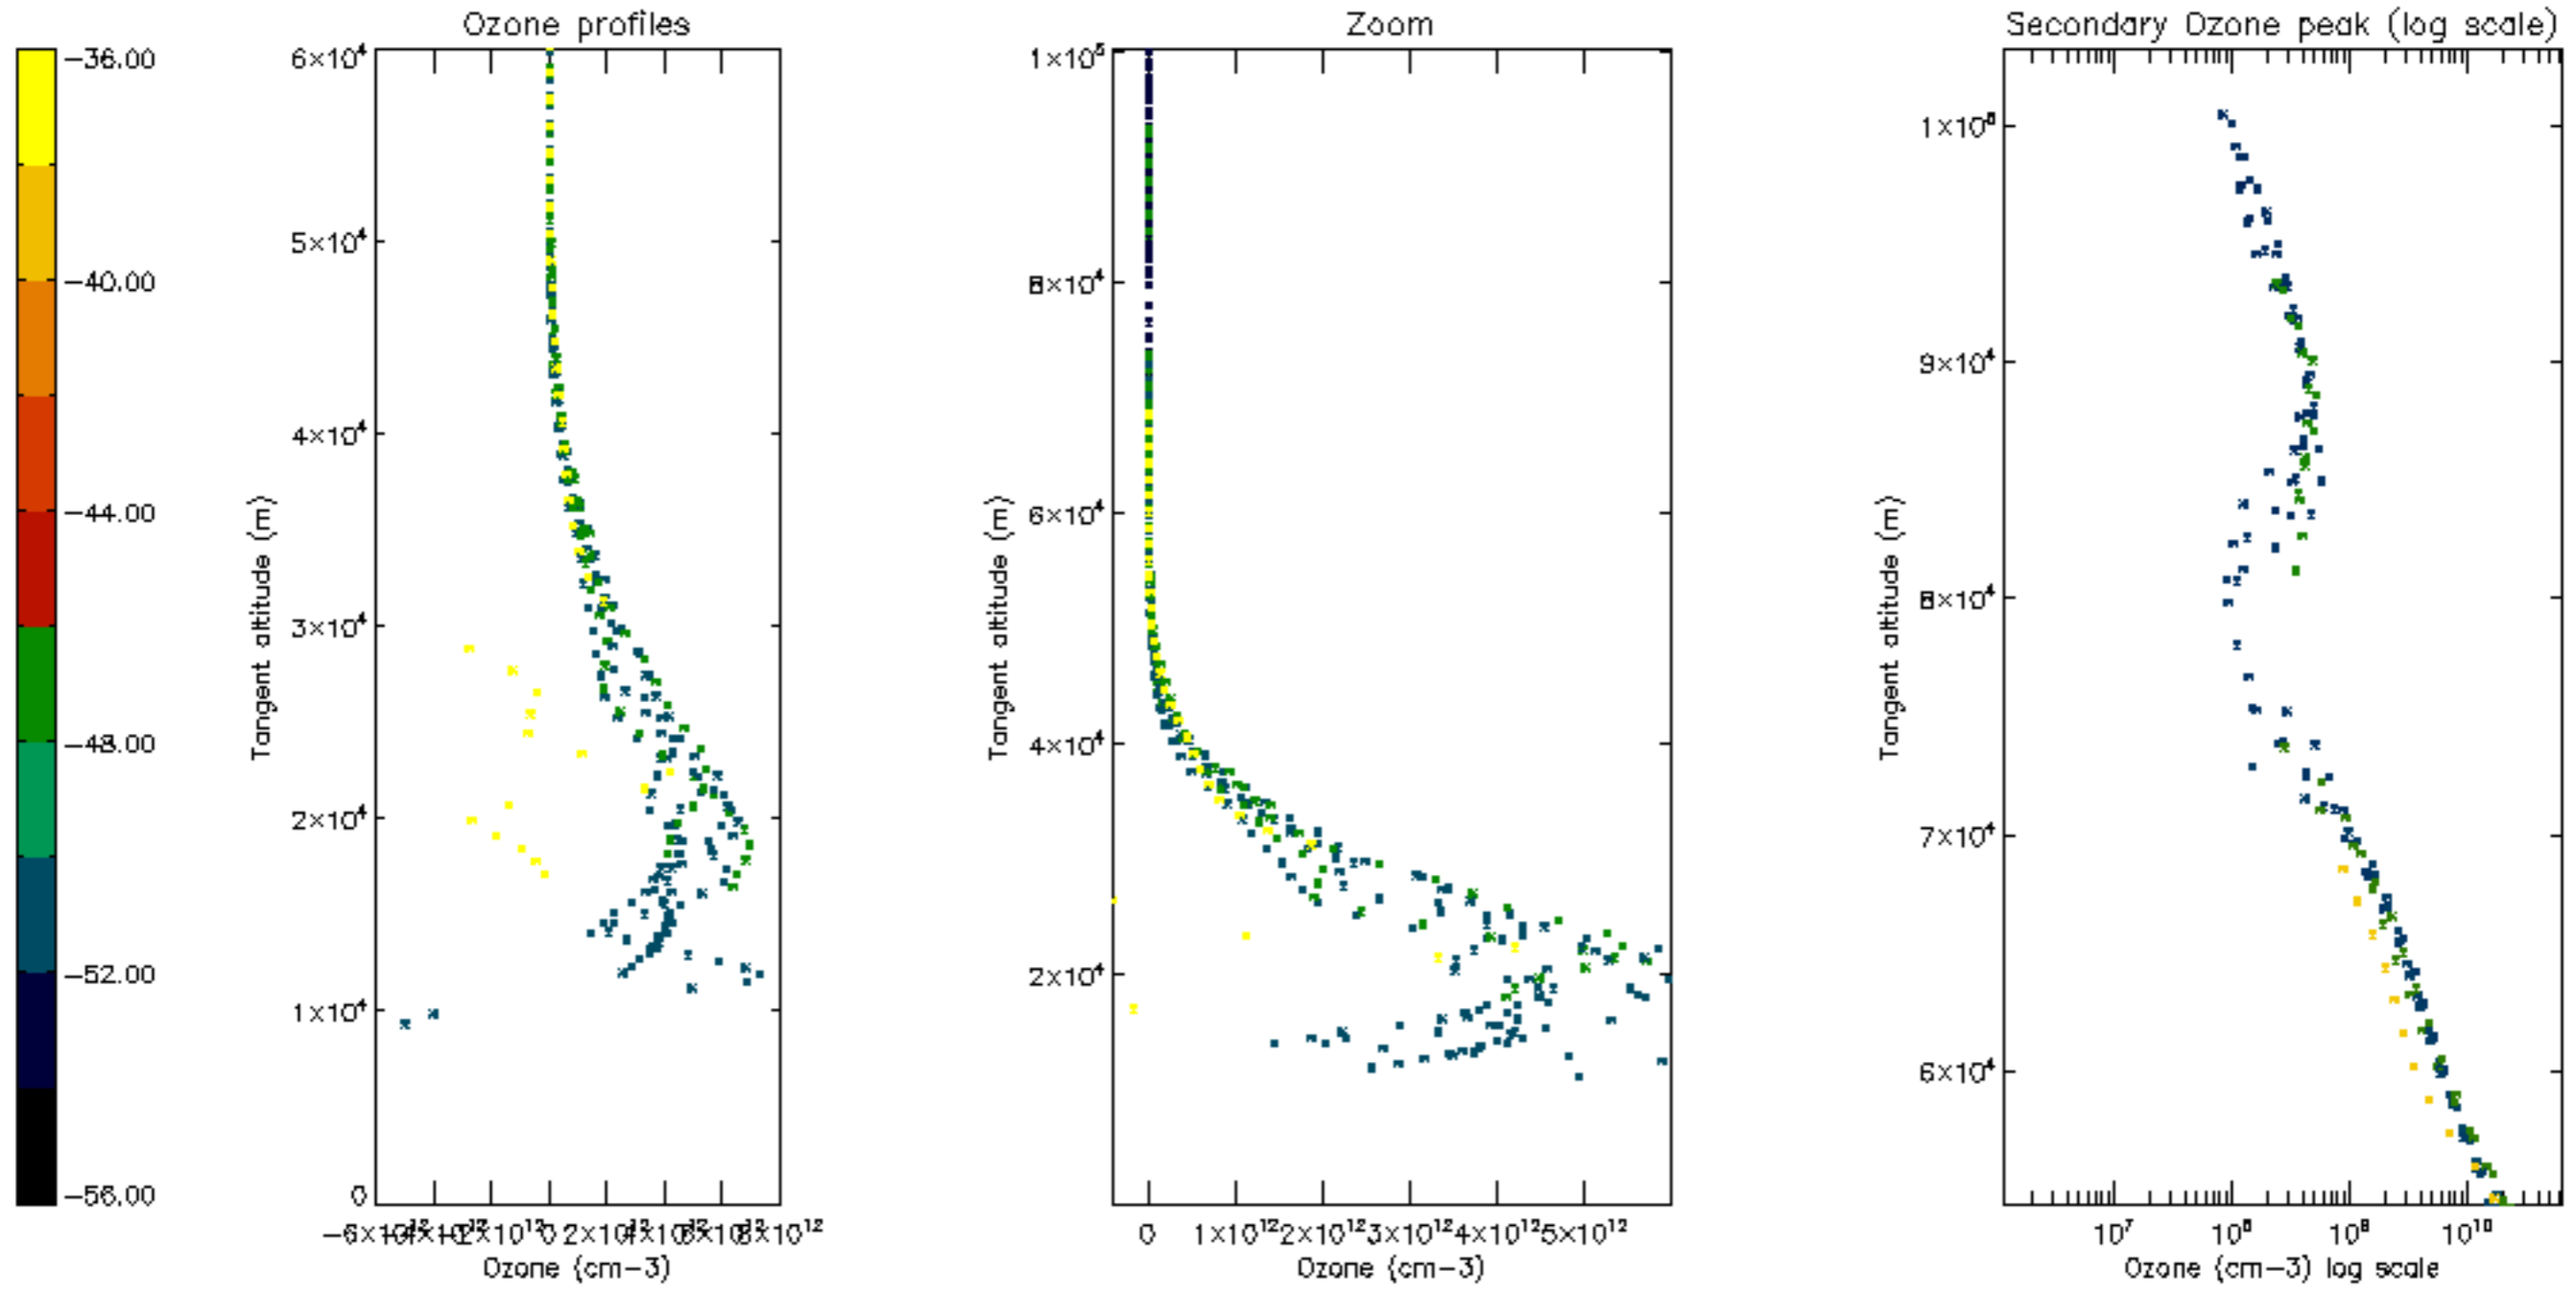 Ozone profiles
Zoom
Secondary Ozone peak (log scale)
−36.00
−40.00
−44.00
−48.00
−52.00
−56.00
6×10⁴
5×10⁴
4×10⁴
3×10⁴
2×10⁴
1×10⁴
0
Tangent altitude (m)
0
8×10¹²
Ozone (cm−3)
1×10⁵
8×10⁴
6×10⁴
4×10⁴
2×10⁴
Tangent altitude (m)
0 1×10¹² 2×10¹² 3×10¹² 4×10¹² 5×10¹²
Ozone (cm−3)
1×10⁵
9×10⁴
8×10⁴
7×10⁴
6×10⁴
Tangent altitude (m)
10⁷ 10⁸ 10⁹ 10¹⁰
Ozone (cm−3) log scale